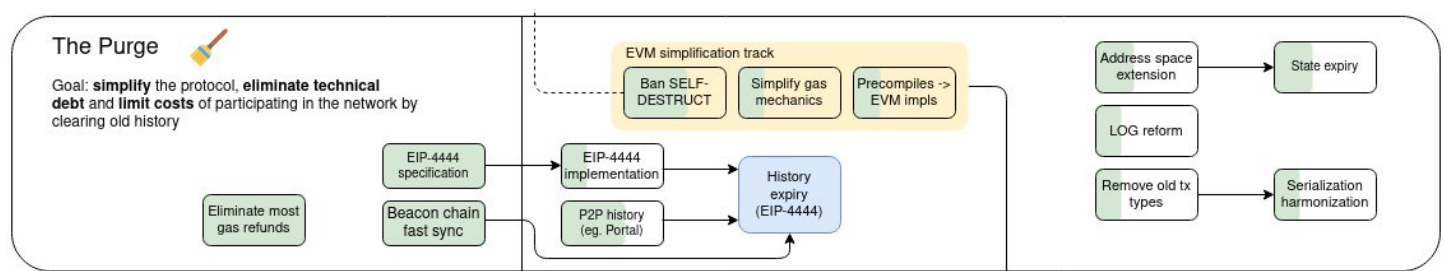 The Purge
Goal: simplify the protocol, eliminate technical
debt and limit costs of participating in the network by
clearing old history
EVM simplification track
Ban SELF-
DESTRUCT
Simplify gas
mechanics
Precompiles ->
EVM impls
Address space
extension
State expiry
LOG reform
EIP-4444
specification
EIP-4444
implementation
History
expiry
(EIP-4444)
Remove old tx
types
Serialization
harmonization
Eliminate most
gas refunds
Beacon chain
fast sync
P2P history
(eg. Portal)